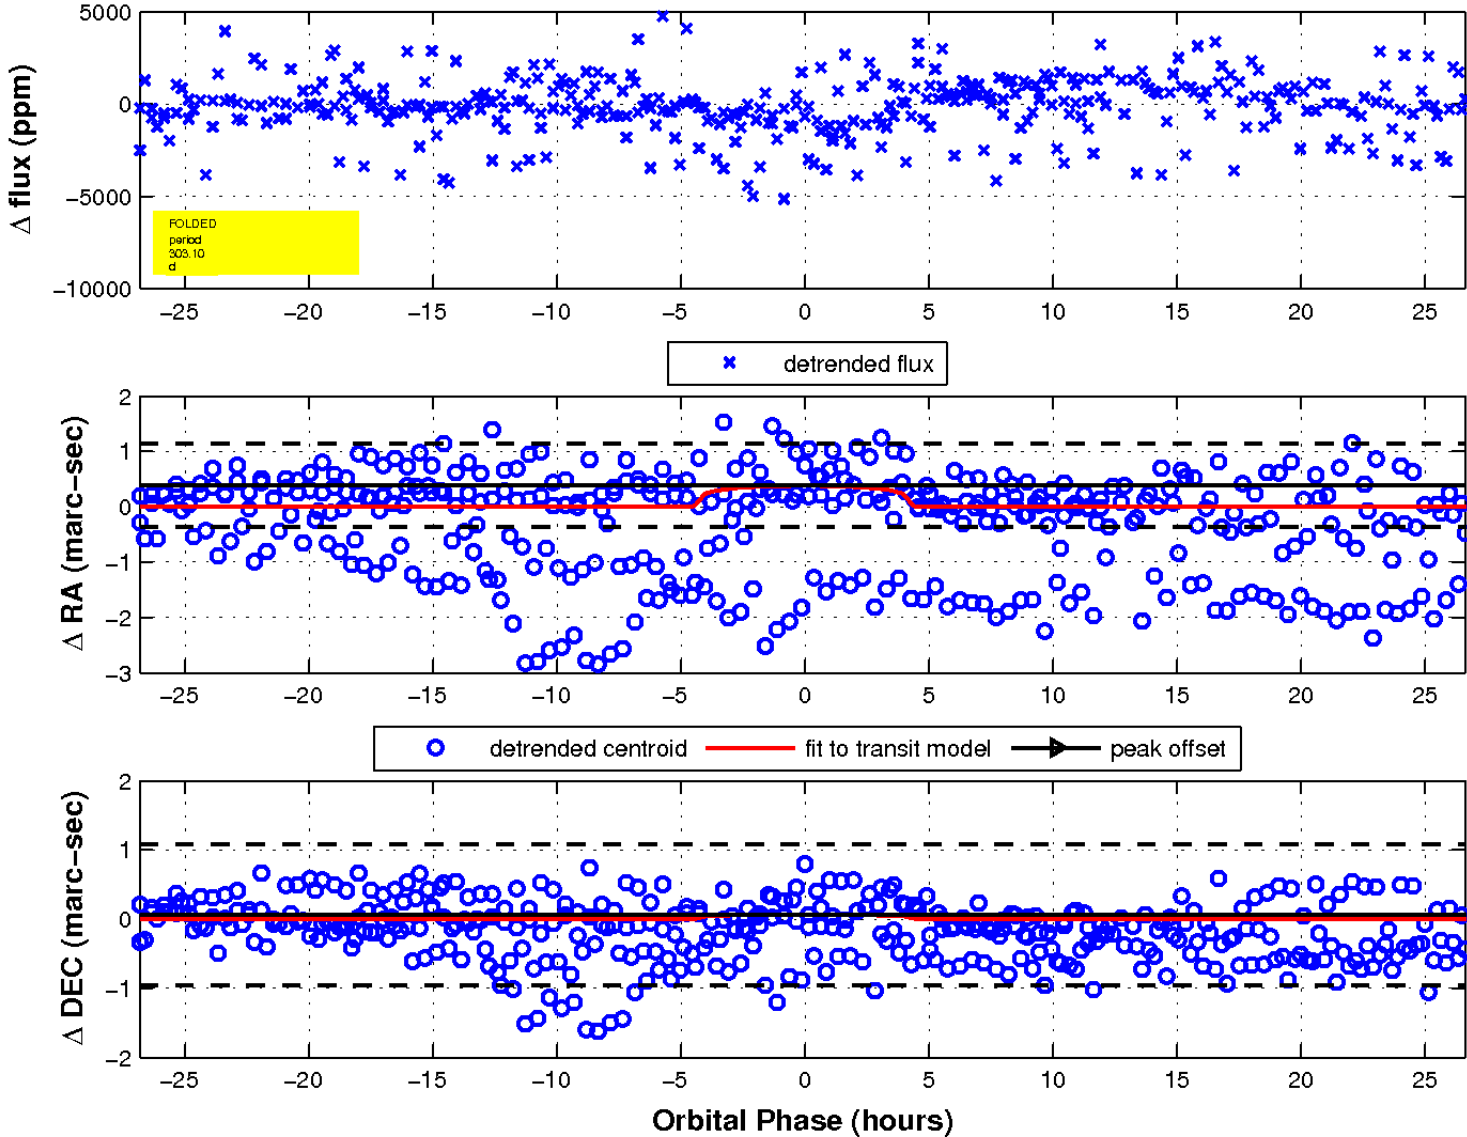 5000
0
−5000
−10000
Δ flux (ppm)
FOLDED
period
303.10
d
−25 −20 −15 −10 −5 0 5 10 15 20 25
detrended flux
2
1
0
−1
−2
−3
Δ RA (marc−sec)
−25 −20 −15 −10 −5 0 5 10 15 20 25
detrended centroid fit to transit model peak offset
2
1
0
−1
−2
Δ DEC (marc−sec)
−25 −20 −15 −10 −5 0 5 10 15 20 25
Orbital Phase (hours)